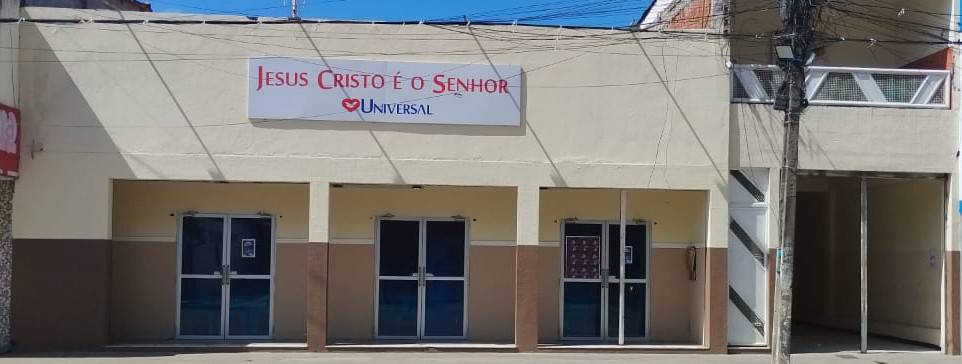 JESUS CRISTO É O SENHOR
UNIVERSAL